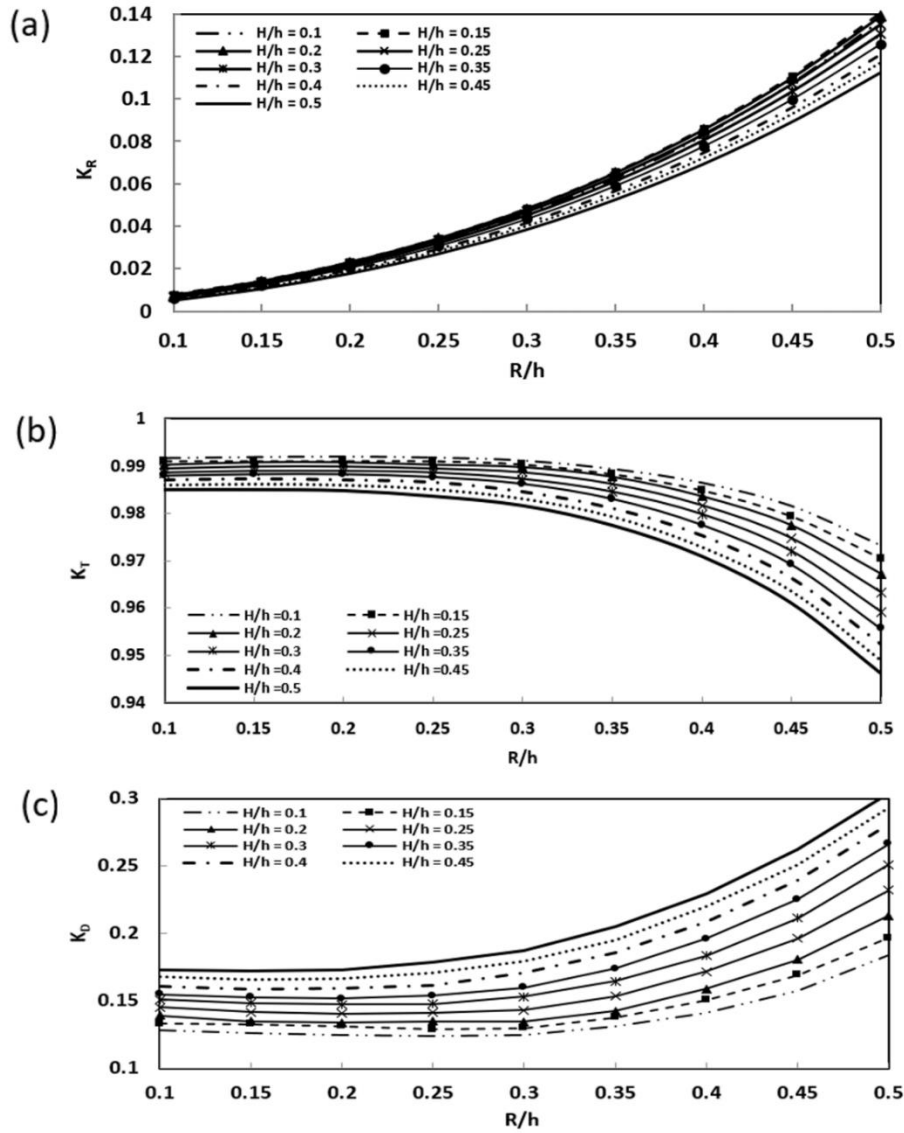 (a)
H/h = 0.1 H/h = 0.15
H/h = 0.2 H/h = 0.25
H/h = 0.3 H/h = 0.35
H/h = 0.4 H/h = 0.45
H/h = 0.5
K_R
0.14
0.12
0.1
0.08
0.06
0.04
0.02
0
0.1 0.15 0.2 0.25 0.3 0.35 0.4 0.45 0.5
R/h
(b)
K_T
1
0.99
0.98
0.97
0.96
0.95
0.94
H/h =0.1 H/h =0.15
H/h =0.2 H/h =0.25
H/h =0.3 H/h =0.35
H/h =0.4 H/h =0.45
H/h =0.5
0.1 0.15 0.2 0.25 0.3 0.35 0.4 0.45 0.5
R/h
(c)
H/h = 0.1 H/h = 0.15
H/h = 0.2 H/h = 0.25
H/h = 0.3 H/h = 0.35
H/h = 0.4 H/h = 0.45
K_D
0.3
0.25
0.2
0.15
0.1
0.1 0.15 0.2 0.25 0.3 0.35 0.4 0.45 0.5
R/h